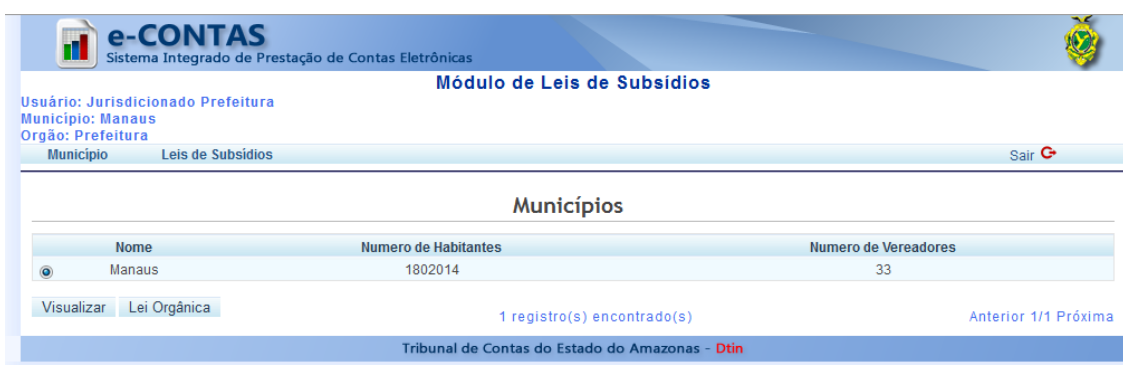 e-CONTAS
Sistema Integrado de Prestação de Contas Eletrônicas
Módulo de Leis de Subsídios
Usuário: Jurisdicionado Prefeitura
Município: Manaus
Orgão: Prefeitura
Município Leis de Subsídios Sair
Municípios
Nome Numero de Habitantes Numero de Vereadores
Manaus 1802014 33
Visualizar Lei Orgânica 1 registro(s) encontrado(s) Anterior 1/1 Próxima
Tribunal de Contas do Estado do Amazonas - Dtin